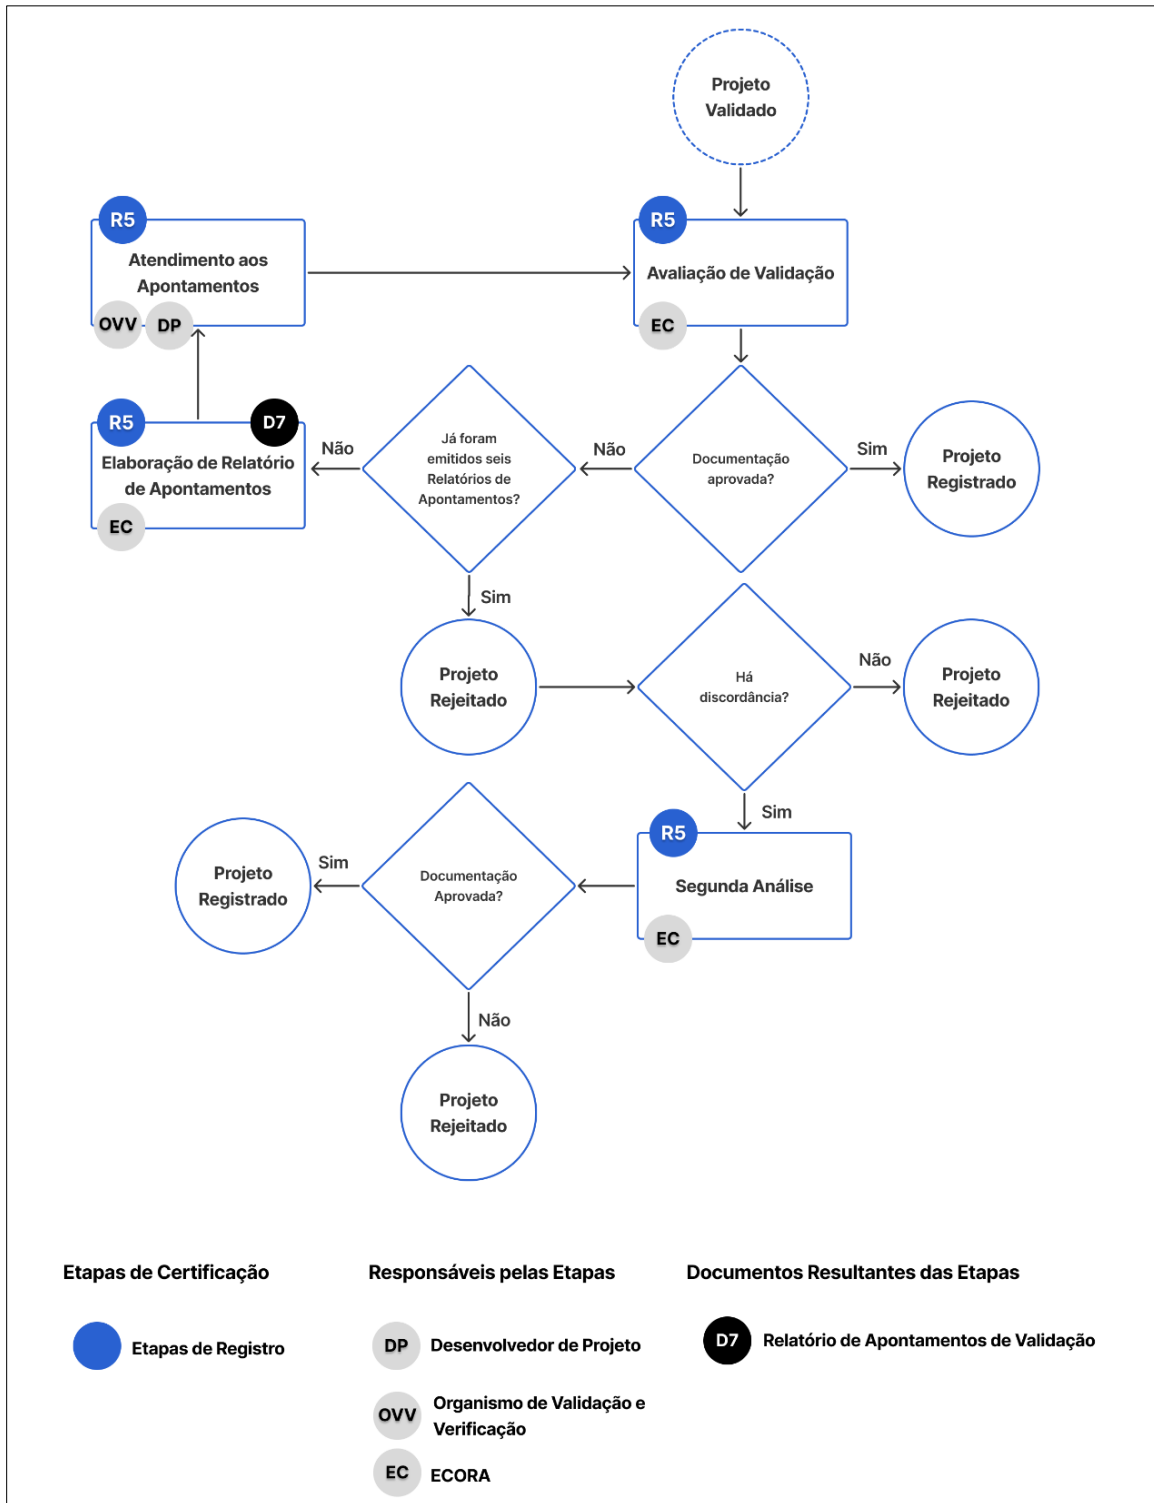 Projeto
Validado
R5
Atendimento aos
Apontamentos
OVV
DP
R5
Avaliação de Validação
EC
R5
D7
Elaboração de Relatório
de Apontamentos
EC
Não
Já foram
emitidos seis
Relatórios de
Apontamentos?
Não
Documentação
aprovada?
Sim
Projeto
Registrado
Sim
Projeto
Rejeitado
Há
discordância?
Não
Projeto
Rejeitado
Sim
R5
Segunda Análise
EC
Documentação
Aprovada?
Sim
Projeto
Registrado
Não
Projeto
Rejeitado
Etapas de Certificação
Etapas de Registro
Responsáveis pelas Etapas
DP Desenvolvedor de Projeto
OVV Organismo de Validação e
Verificação
EC ECORA
Documentos Resultantes das Etapas
D7 Relatório de Apontamentos de Validação